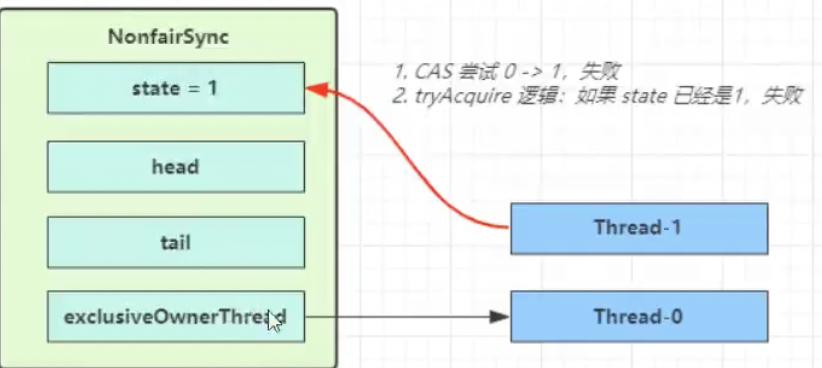 NonfairSync
state = 1
head
tail
exclusiveOwnerThread
1. CAS 尝试 0 -> 1，失败
2. tryAcquire 逻辑：如果 state 已经是1，失败
Thread-1
Thread-0